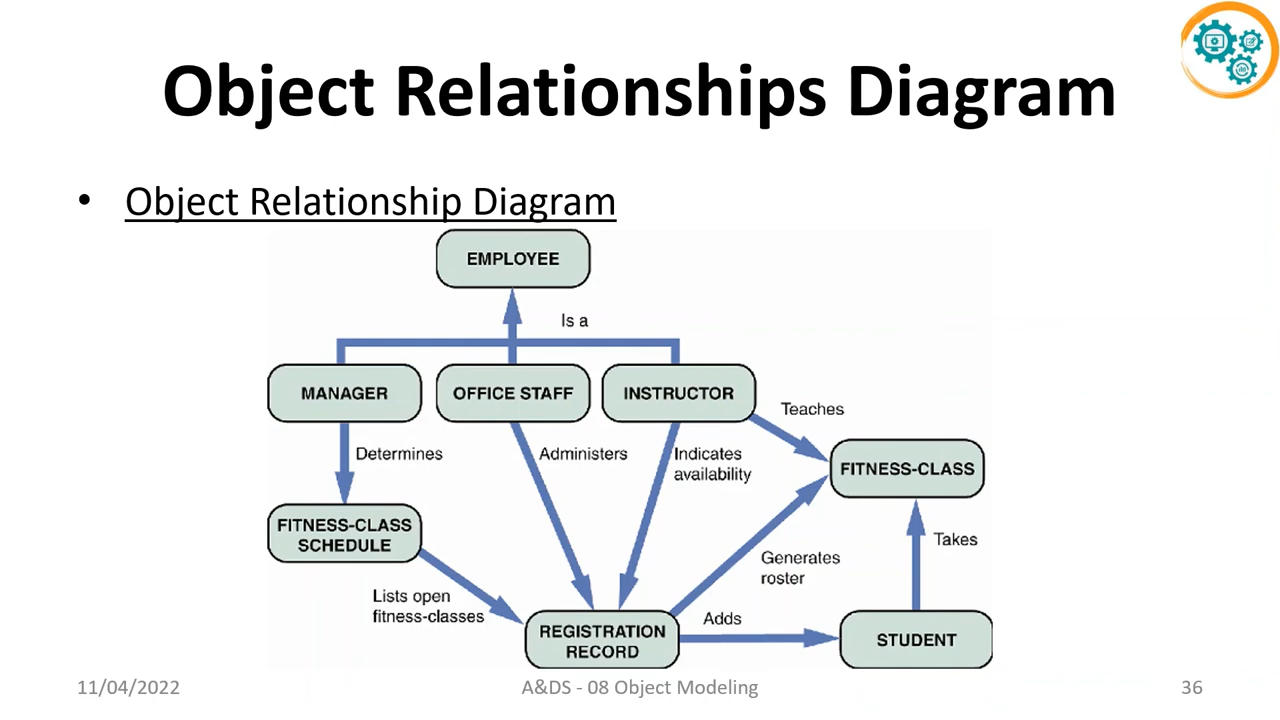 Object Relationships Diagram
• Object Relationship Diagram
EMPLOYEE
Is a
MANAGER
OFFICE STAFF
INSTRUCTOR
Teaches
Determines
Administers
Indicates
availability
FITNESS-CLASS
FITNESS-CLASS
SCHEDULE
Takes
Generates
roster
Lists open
fitness-classes
Adds
REGISTRATION
RECORD
STUDENT
11/04/2022
A&DS - 08 Object Modeling
36